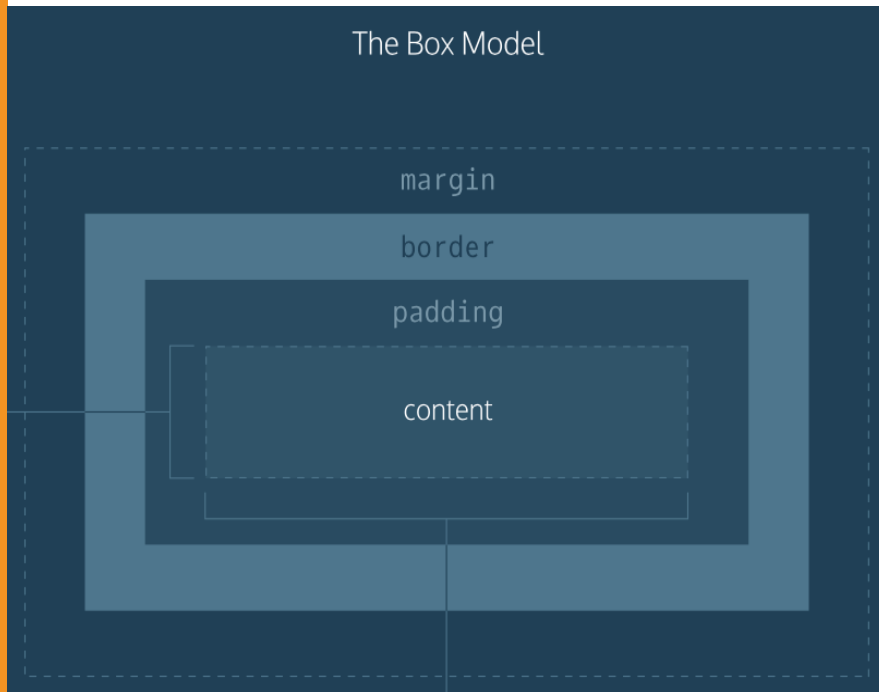 The Box Model
margin
border
padding
content